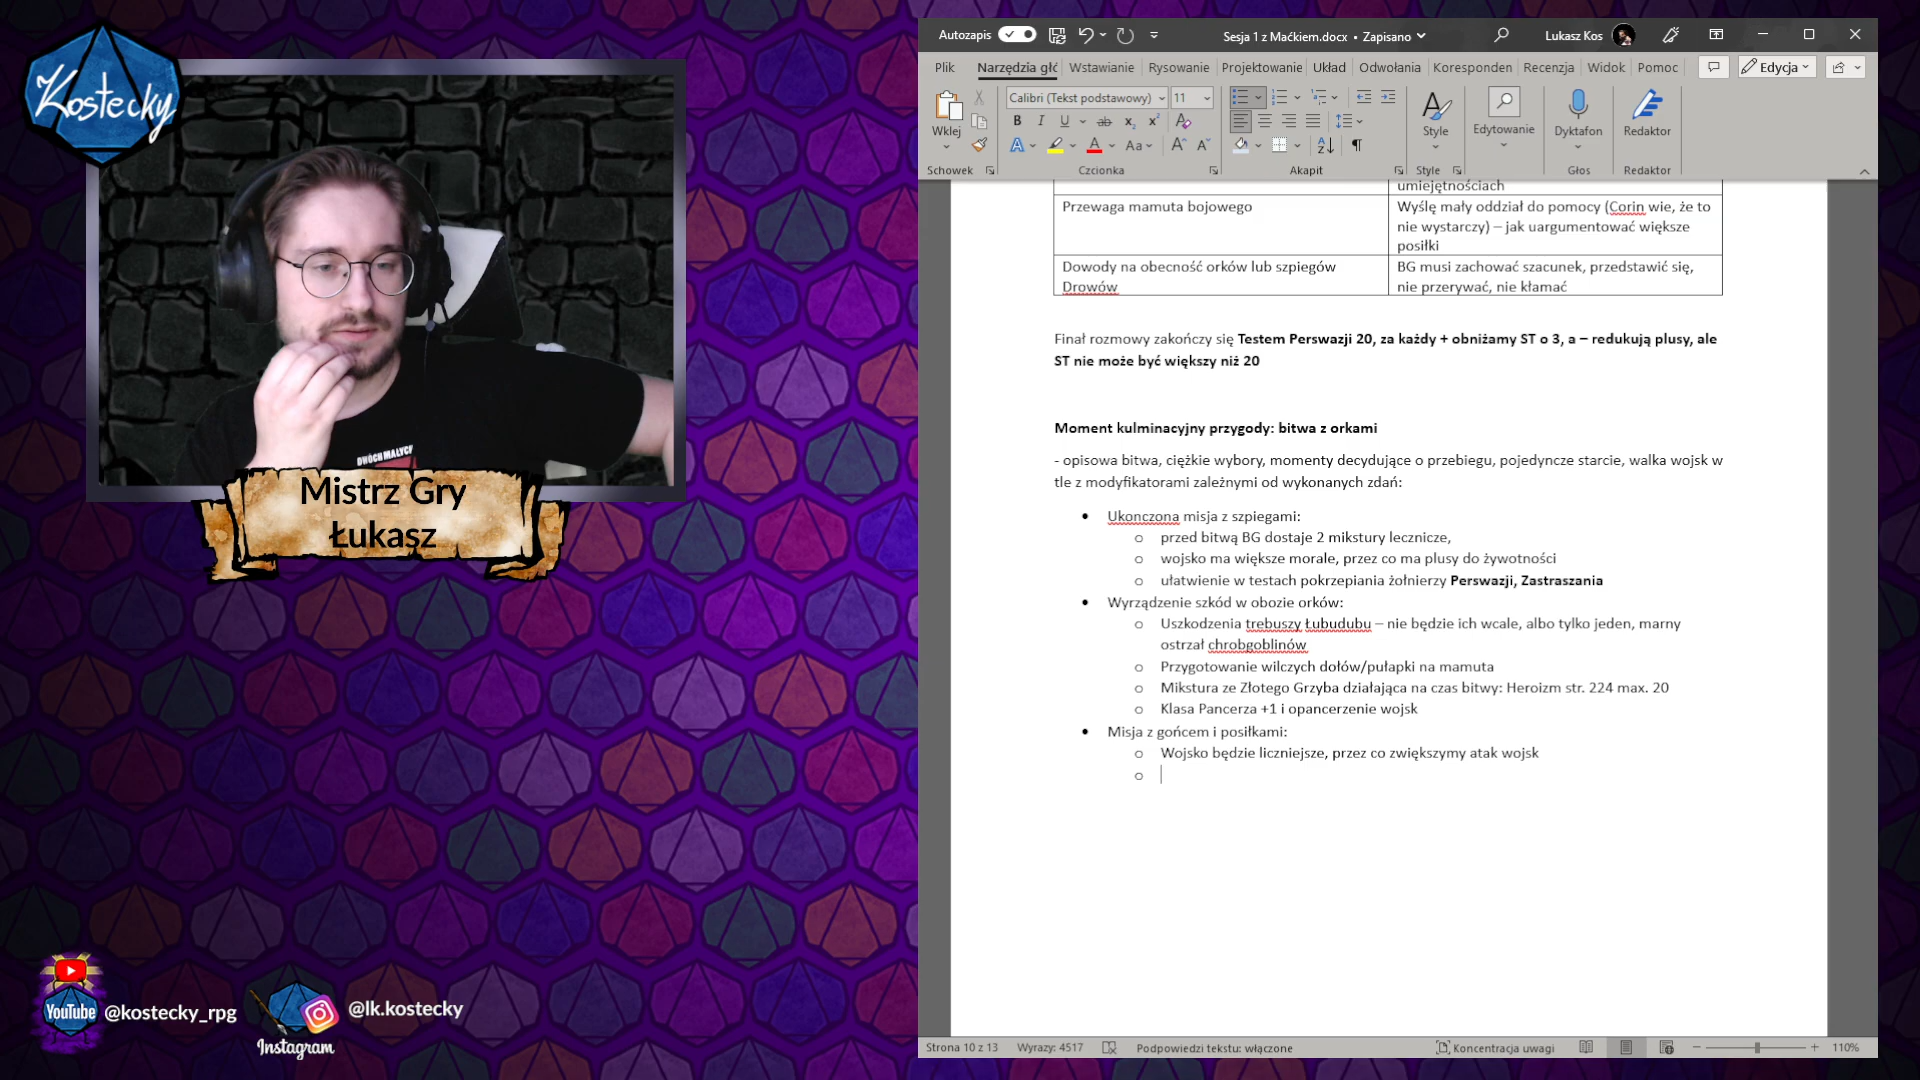 Kostecky
DWÓCH MAŁYCH
Mistrz Gry
Łukasz
YouTube
@kostecky_rpg
Instagram
@lk.kostecky
Autozapis
Sesja 1 z Maćkiem.docx • Zapisano
Lukasz Kos
Plik Narzędzia głć Wstawianie Rysowanie Projektowanie Układ Odwołania Koresponden Recenzja Widok Pomoc Edycja
Calibri (Tekst podstawowy) 11
Wklej
Style Edytowanie Dyktafon Redaktor
Schowek Czcionka Akapit Style Głos Redaktor
umiejętnościach
Przewaga mamuta bojowego
Wyślę mały oddział do pomocy (Corin wie, że to
nie wystarczy) – jak uargumentować większe
posiłki
Dowody na obecność orków lub szpiegów
Drowów
BG musi zachować szacunek, przedstawić się,
nie przerywać, nie kłamać
Finał rozmowy zakończy się Testem Perswazji 20, za każdy + obniżamy ST o 3, a – redukują plusy, ale
ST nie może być większy niż 20
Moment kulminacyjny przygody: bitwa z orkami
- opisowa bitwa, ciężkie wybory, momenty decydujące o przebiegu, pojedyncze starcie, walka wojsk w
tle z modyfikatorami zależnymi od wykonanych zdań:
• Ukonczona misja z szpiegami:
o przed bitwą BG dostaje 2 mikstury lecznicze,
o wojsko ma większe morale, przez co ma plusy do żywotności
o ułatwienie w testach pokrzepiania żołnierzy Perswazji, Zastraszania
• Wyrządzenie szkód w obozie orków:
o Uszkodzenia trebuszy Łubudubu – nie będzie ich wcale, albo tylko jeden, marny
ostrzał chrobgoblinów
o Przygotowanie wilczych dołów/pułapki na mamuta
o Mikstura ze Złotego Grzyba działająca na czas bitwy: Heroizm str. 224 max. 20
o Klasa Pancerza +1 i opancerzenie wojsk
• Misja z gońcem i posiłkami:
o Wojsko będzie liczniejsze, przez co zwiększymy atak wojsk
o
Strona 10 z 13 Wyrazy: 4517 Podpowiedzi tekstu: włączone Koncentracja uwagi 110%